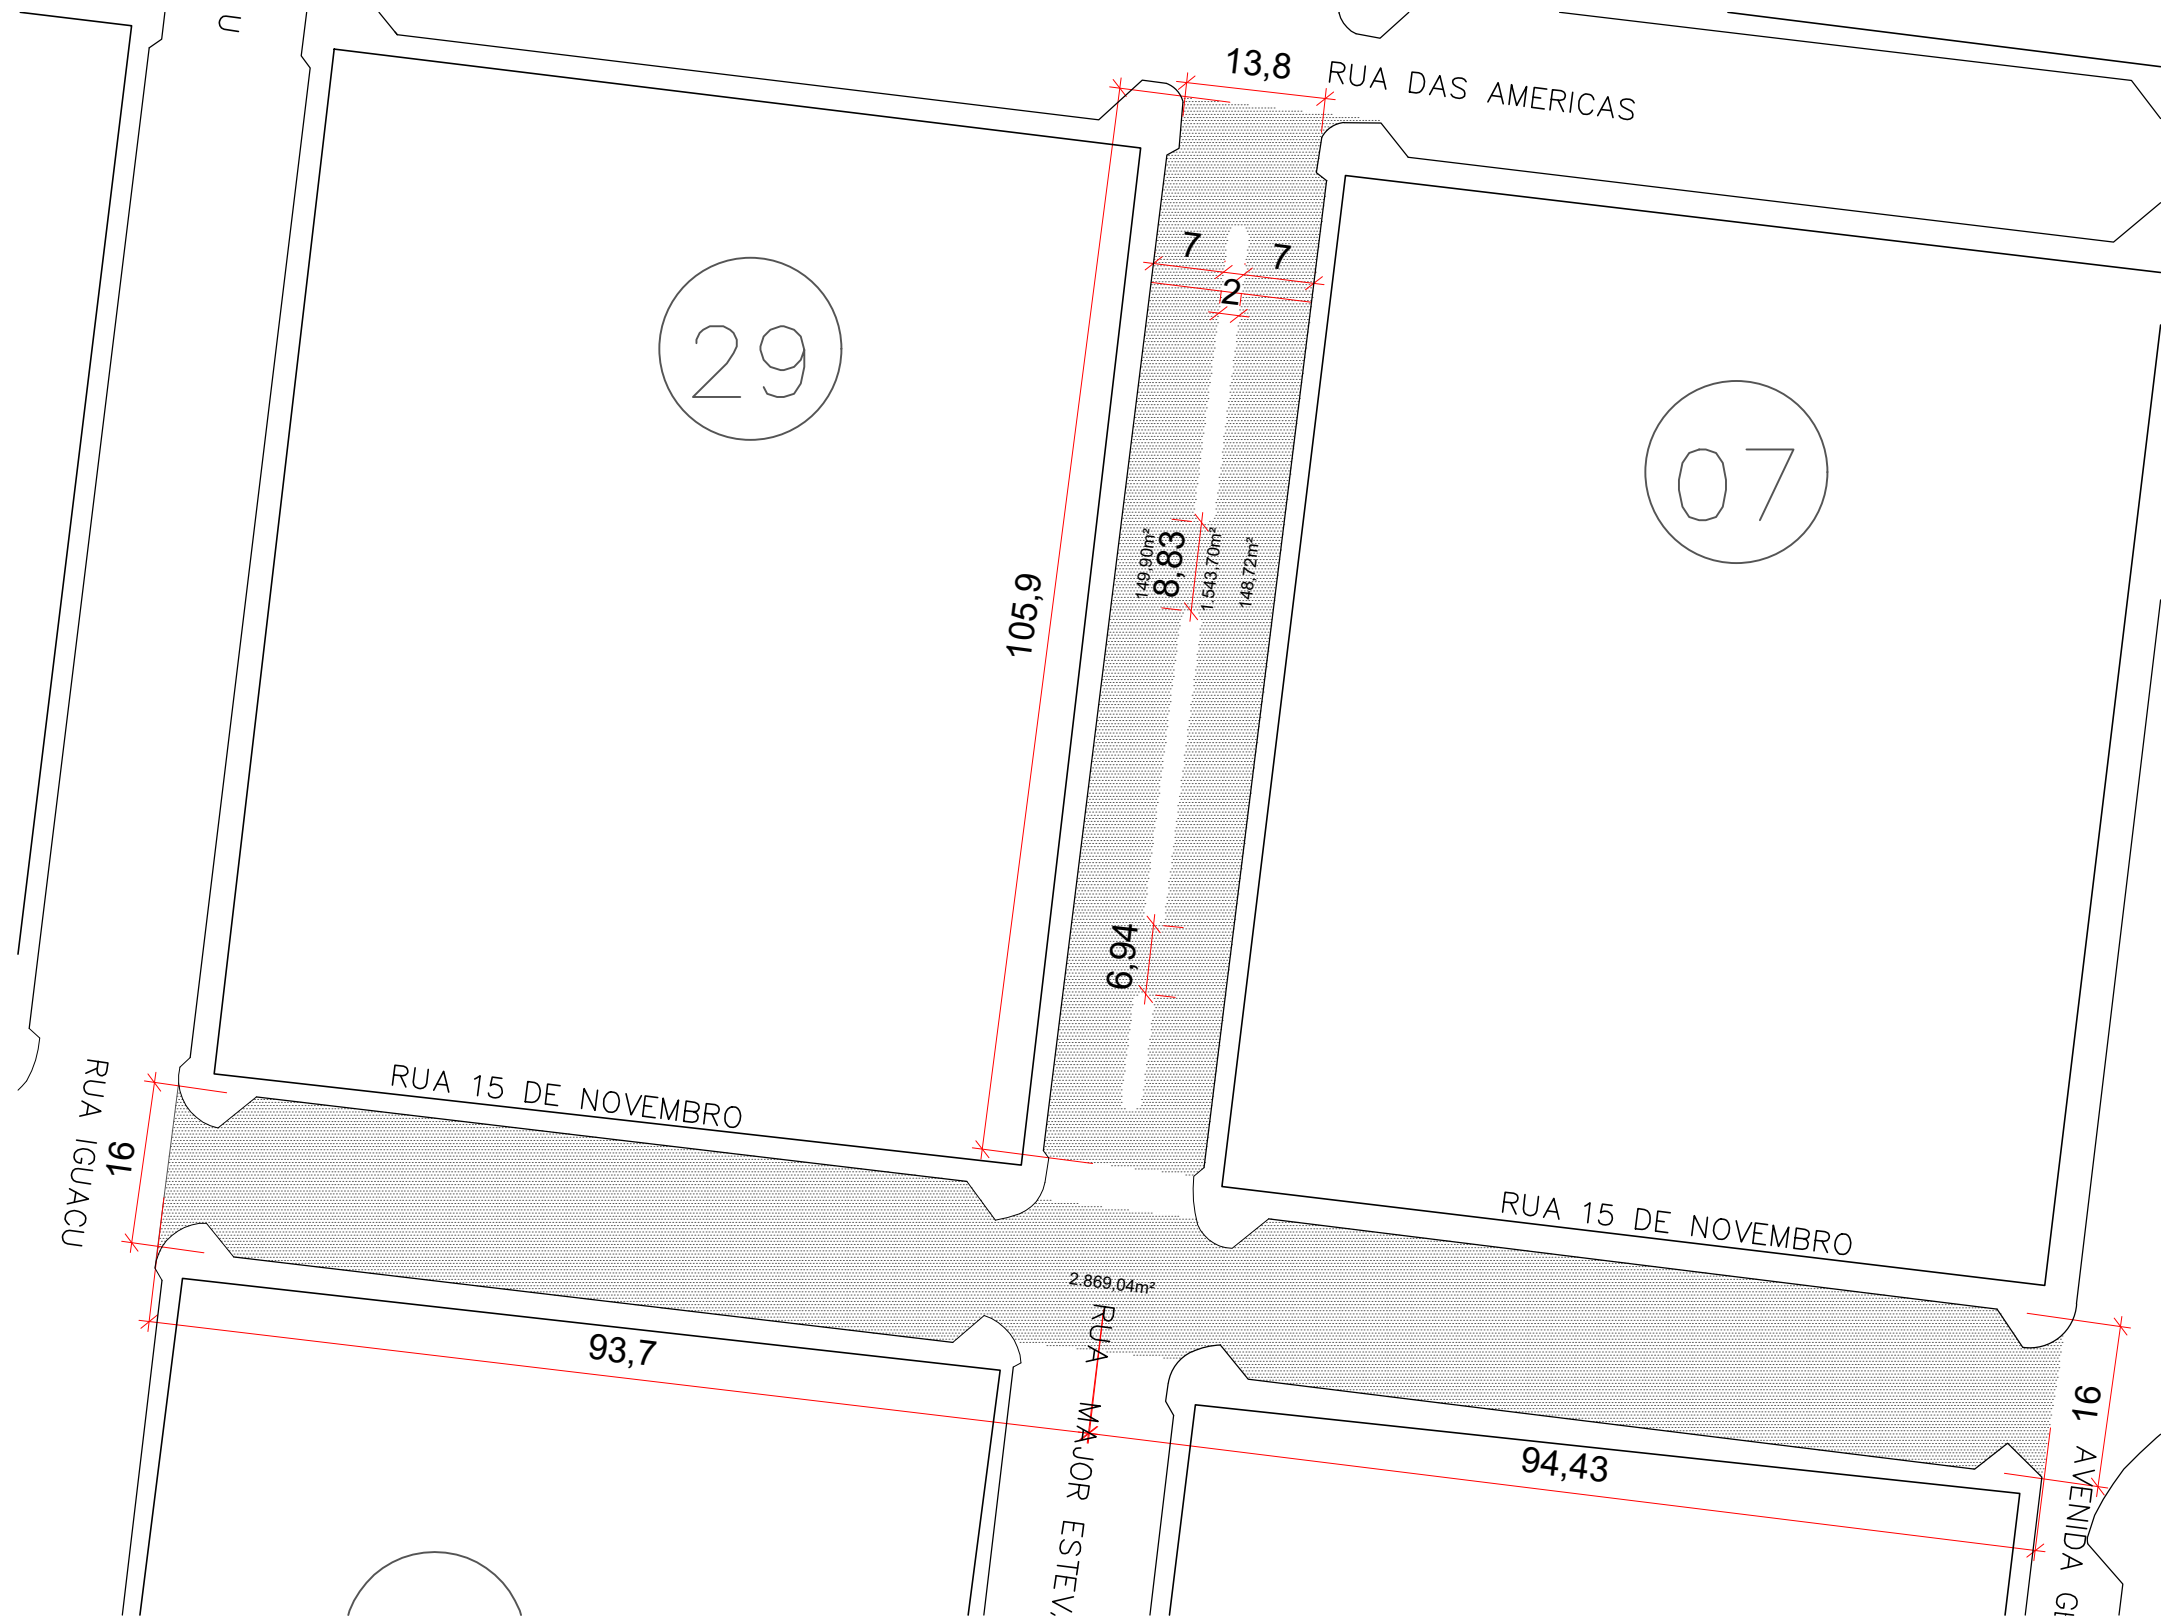 U
13,8
RUA DAS AMERICAS
7
7
2
29
07
149,90m²
8,83
1.543,70m²
148,72m²
105,9
6,94
RUA 15 DE NOVEMBRO
RUA IGUACU
16
RUA 15 DE NOVEMBRO
2.869,04m²
93,7
RUA MAJOR ESTEV
94,43
16
AVENIDA